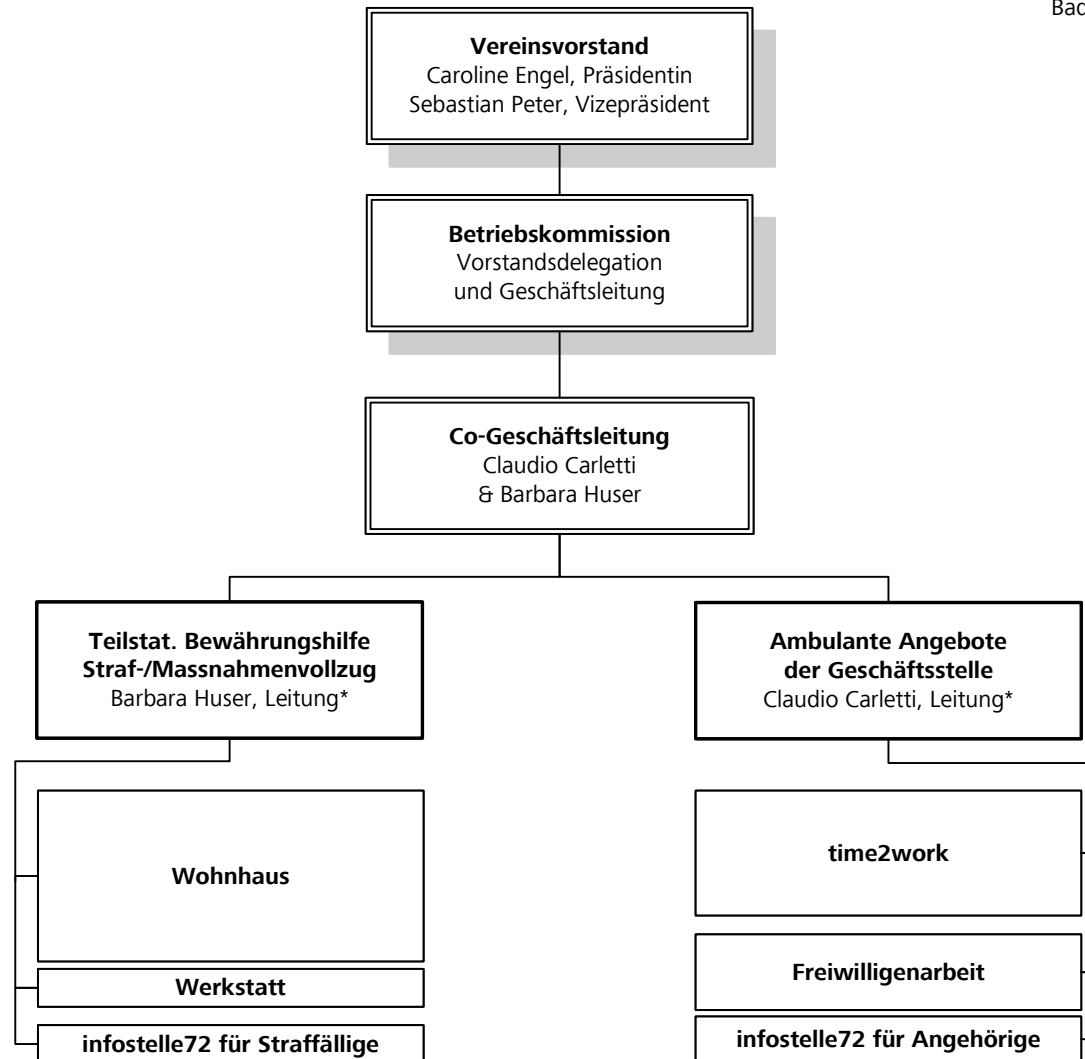 Vereinsvorstand
Caroline Engel, Präsidentin
Sebastian Peter, Vizepräsident
Betriebskommission
Vorstandsdelegation
und Geschäftsleitung
Co-Geschäftsleitung
Claudio Carletti
& Barbara Huser
Teilstat. Bewährungshilfe
Straf-/Massnahmenvollzug
Barbara Huser, Leitung*
Ambulante Angebote
der Geschäftsstelle
Claudio Carletti, Leitung*
Wohnhaus
Werkstatt
infostelle72 für Straffällige
time2work
Freiwilligenarbeit
infostelle72 für Angehörige